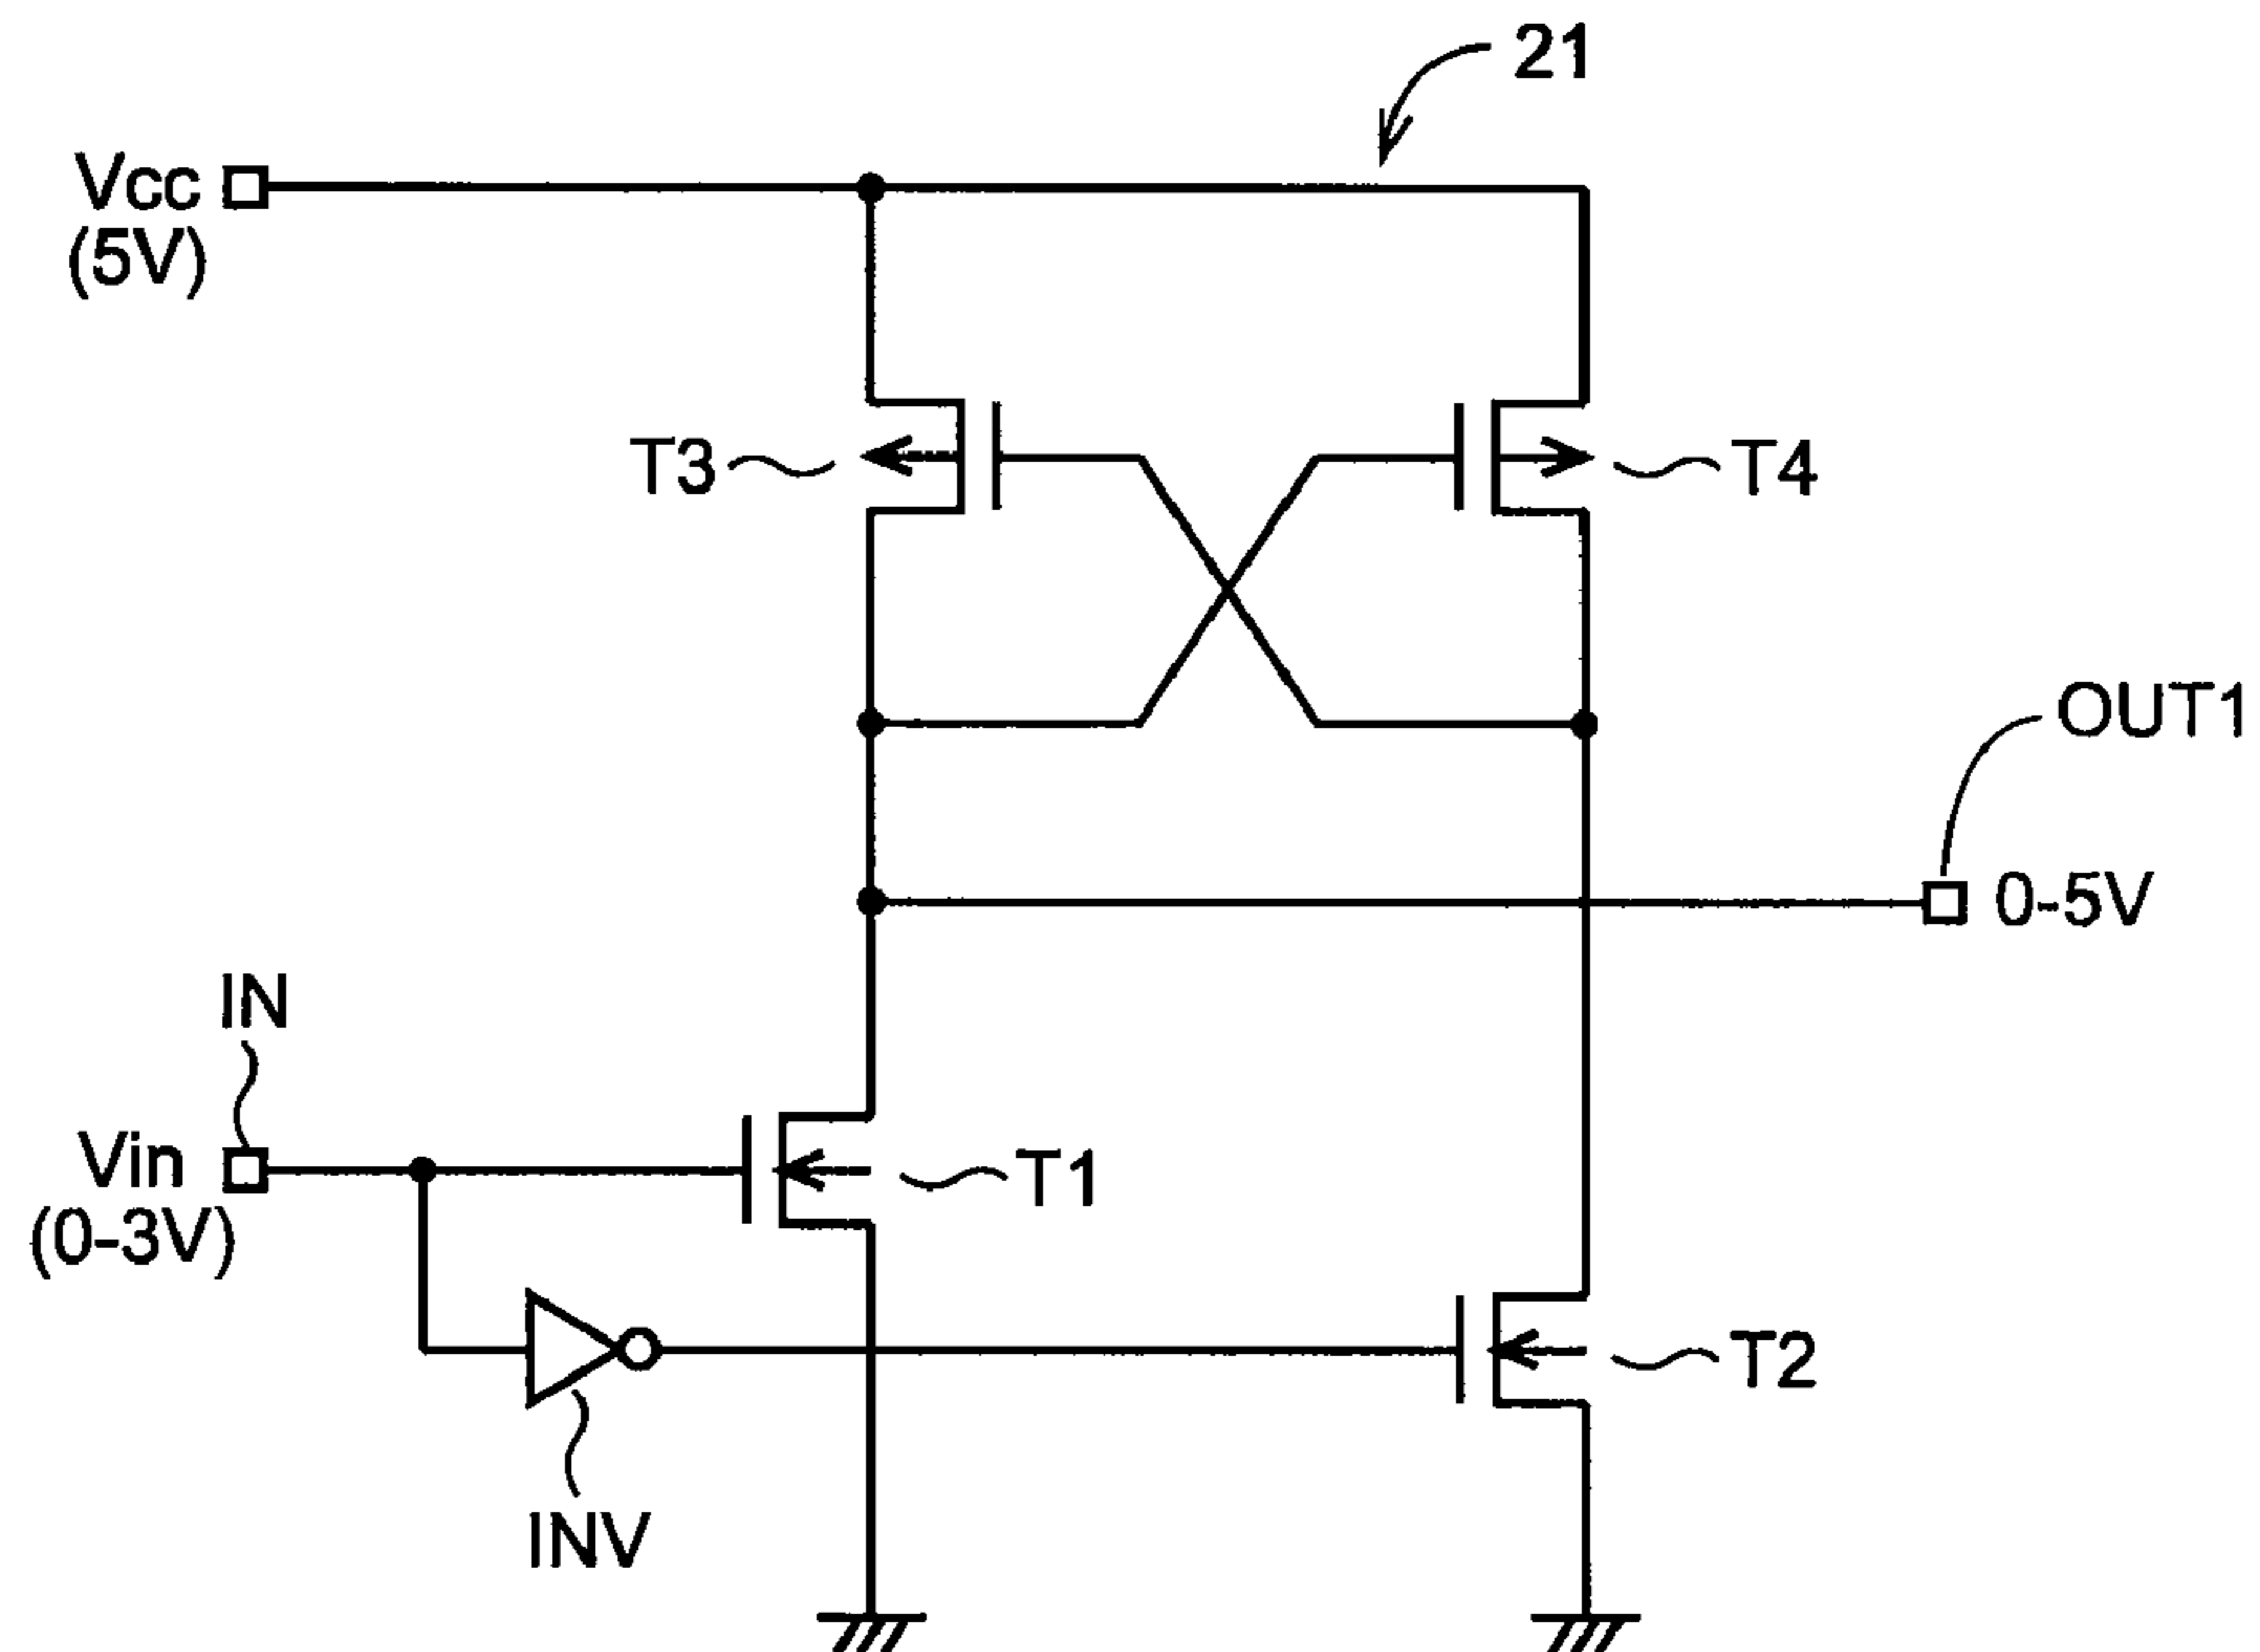 21
Vcc
(5V)
T3
T4
OUT1
0-5V
IN
Vin
(0-3V)
T1
T2
INV